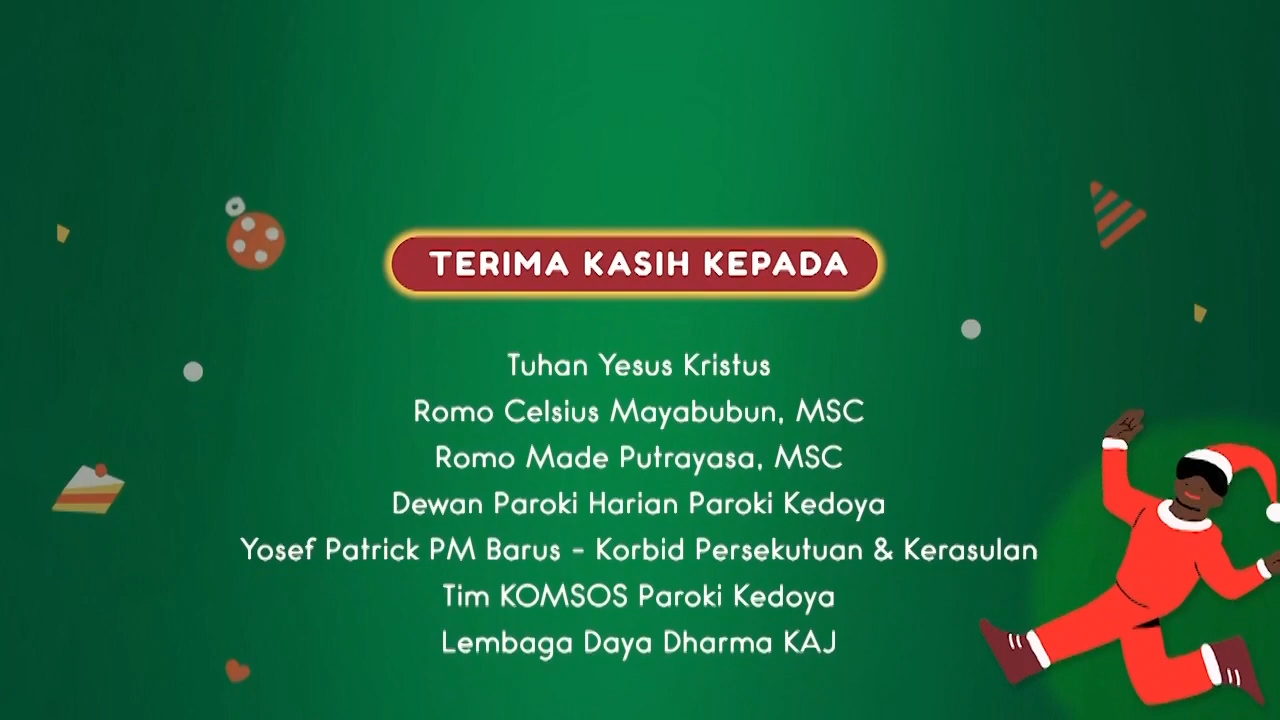 TERIMA KASIH KEPADA
Tuhan Yesus Kristus
Romo Celsius Mayabubun, MSC
Romo Made Putrayasa, MSC
Dewan Paroki Harian Paroki Kedoya
Yosef Patrick PM Barus - Korbid Persekutuan & Kerasulan
Tim KOMSOS Paroki Kedoya
Lembaga Daya Dharma KAJ